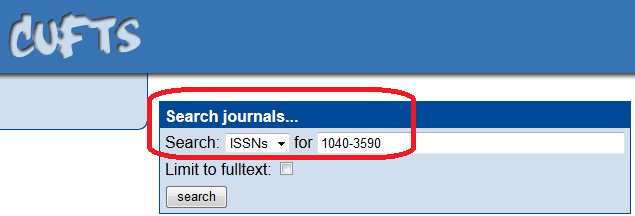 CUFTS
Search journals...
Search: ISSNs for 1040-3590
Limit to fulltext:
search